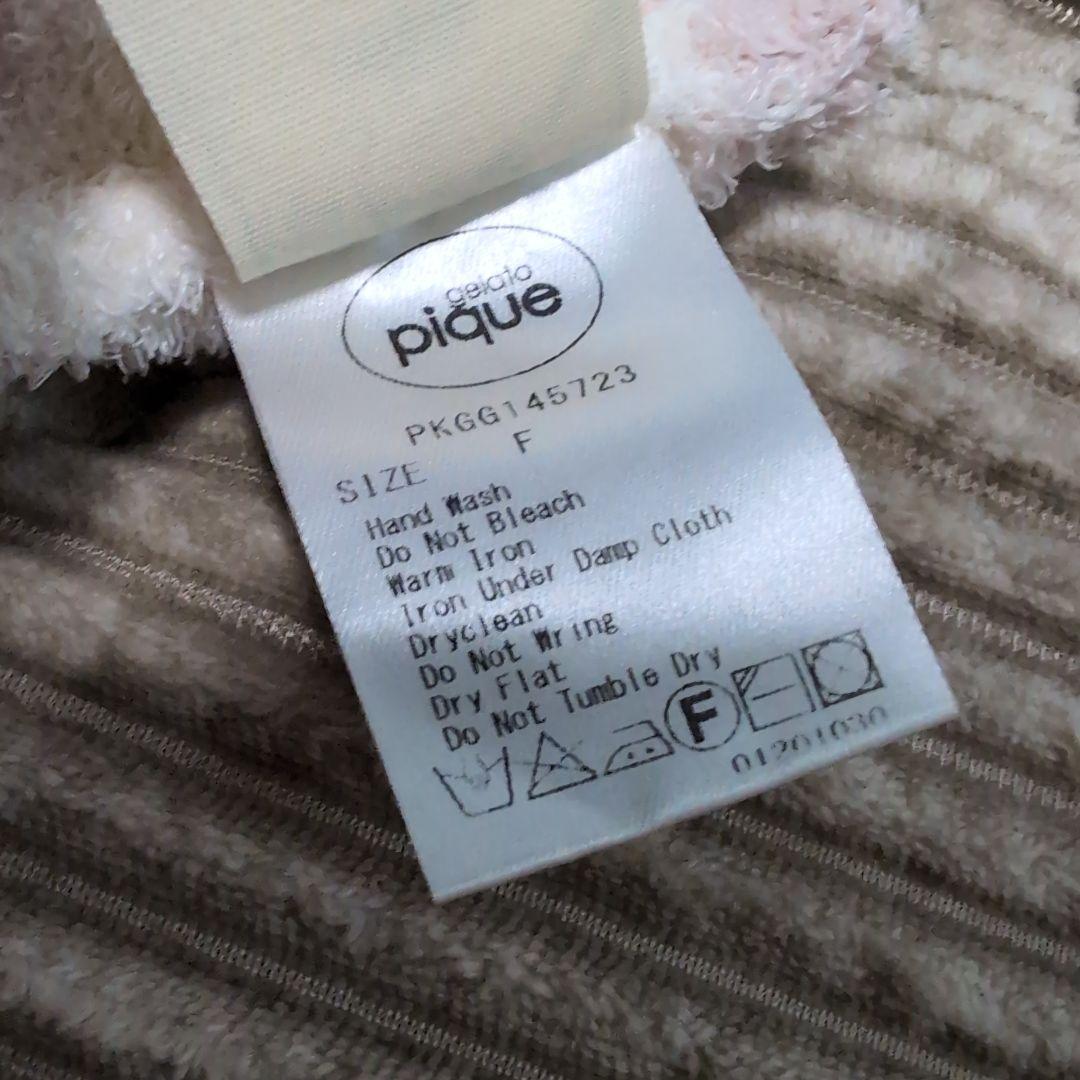 gelato
pique
PKGG145723
SIZE F
Hand Wash
Do Not Bleach
Warm Iron
Iron Under Damp Cloth
Dryclean
Do Not Wring
Dry Flat
Do Not Tumble Dry
F
01201030